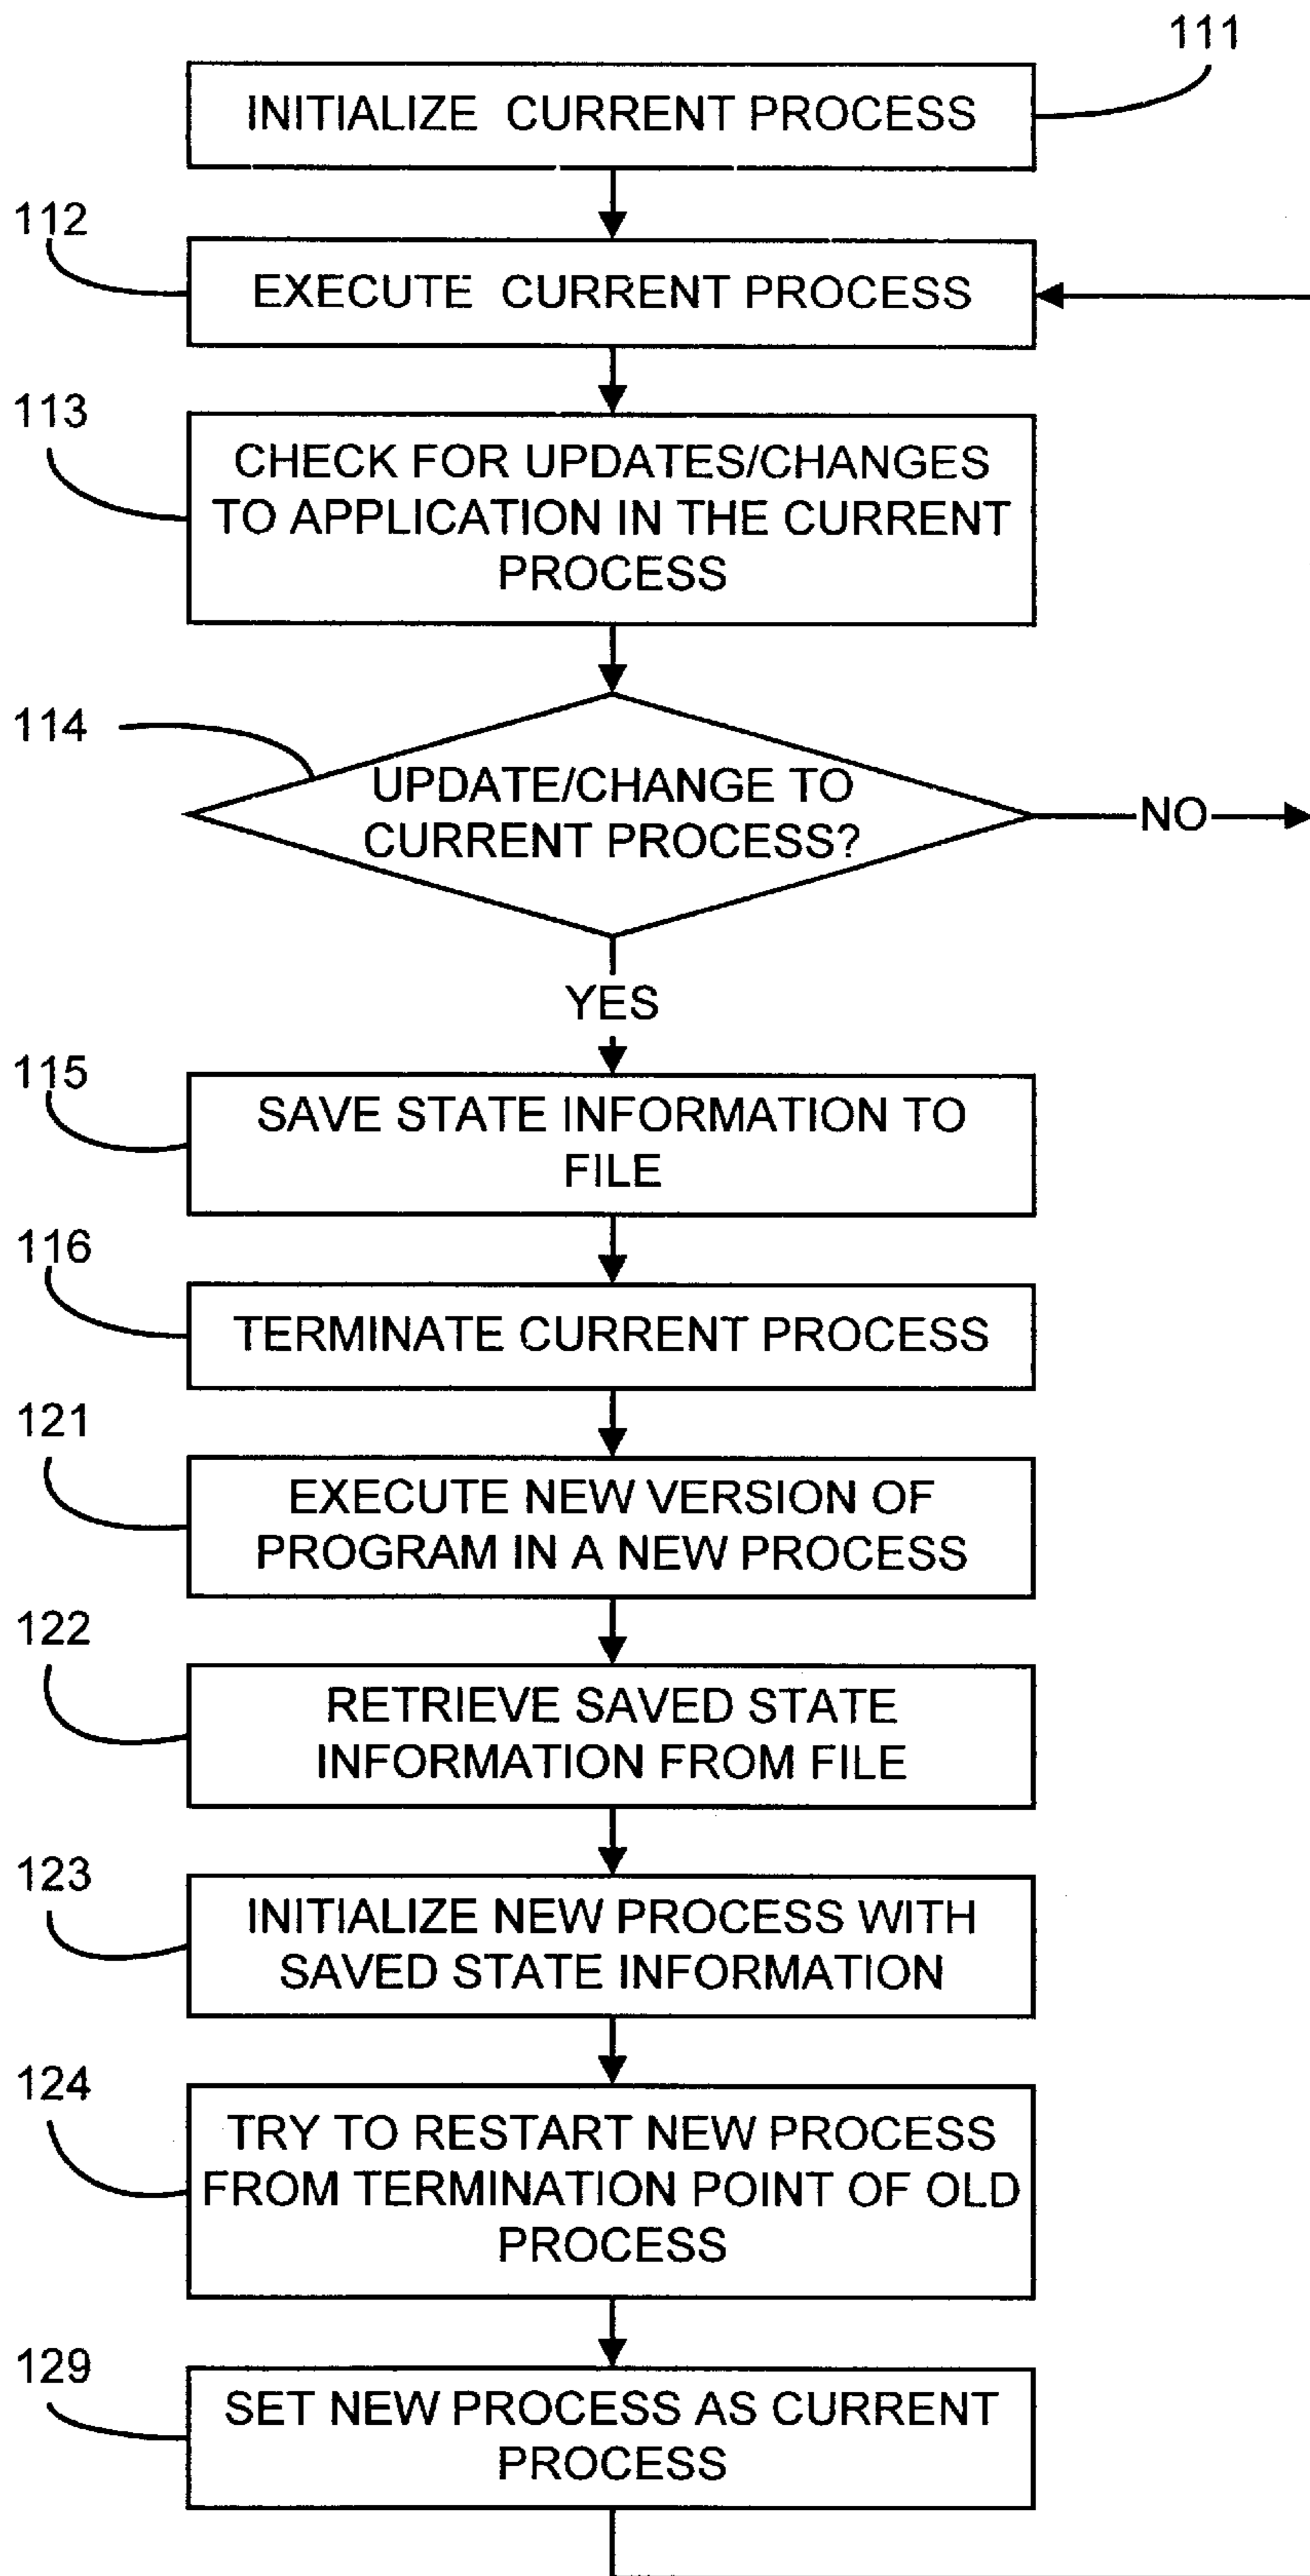 111
INITIALIZE CURRENT PROCESS
112
EXECUTE CURRENT PROCESS
113
CHECK FOR UPDATES/CHANGES
TO APPLICATION IN THE CURRENT
PROCESS
114
UPDATE/CHANGE TO
CURRENT PROCESS?
NO
YES
115
SAVE STATE INFORMATION TO
FILE
116
TERMINATE CURRENT PROCESS
121
EXECUTE NEW VERSION OF
PROGRAM IN A NEW PROCESS
122
RETRIEVE SAVED STATE
INFORMATION FROM FILE
123
INITIALIZE NEW PROCESS WITH
SAVED STATE INFORMATION
124
TRY TO RESTART NEW PROCESS
FROM TERMINATION POINT OF OLD
PROCESS
129
SET NEW PROCESS AS CURRENT
PROCESS